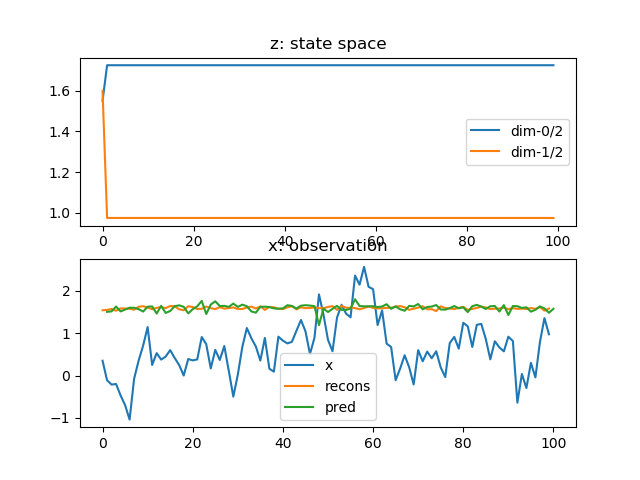 z: state space
1.6
1.4
1.2
1.0
dim-0/2
dim-1/2
0 20 40 60 80 100
x: observation
2
1
0
−1
x
recons
pred
0 20 40 60 80 100